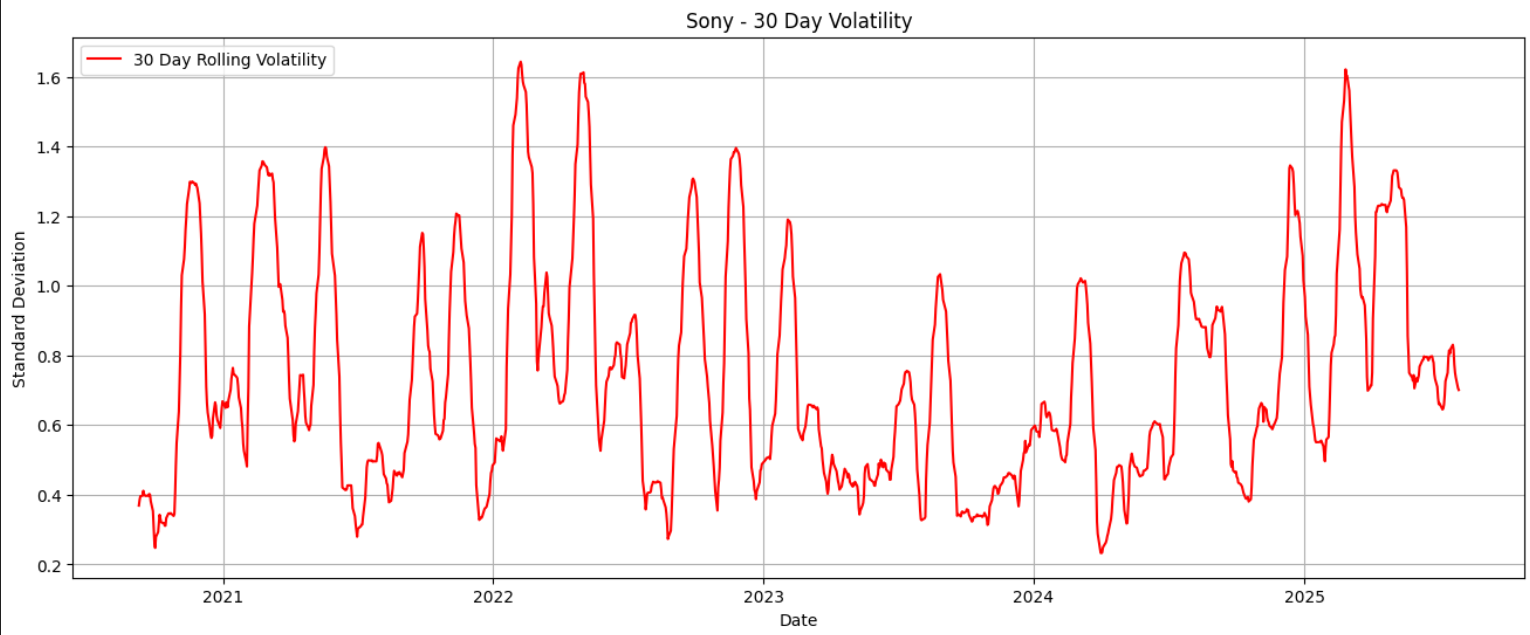 Sony - 30 Day Volatility
30 Day Rolling Volatility
Standard Deviation
1.6
1.4
1.2
1.0
0.8
0.6
0.4
0.2
2021 2022 2023 2024 2025
Date